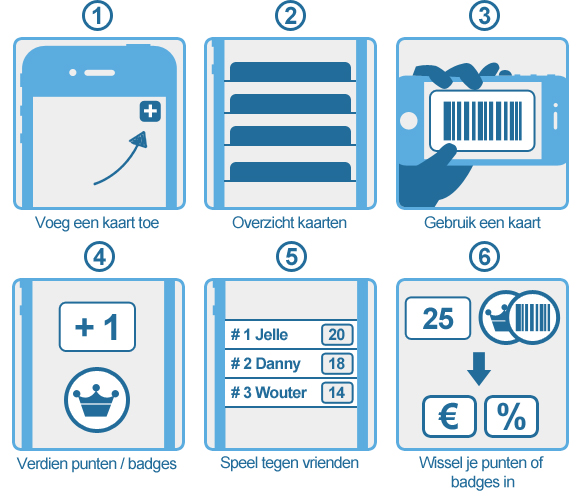 1
2
3
Voeg een kaart toe
Overzicht kaarten
Gebruik een kaart
4
5
6
+ 1
# 1 Jelle 20
# 2 Danny 18
# 3 Wouter 14
25
€ %
Verdien punten / badges
Speel tegen vrienden
Wissel je punten of
badges in